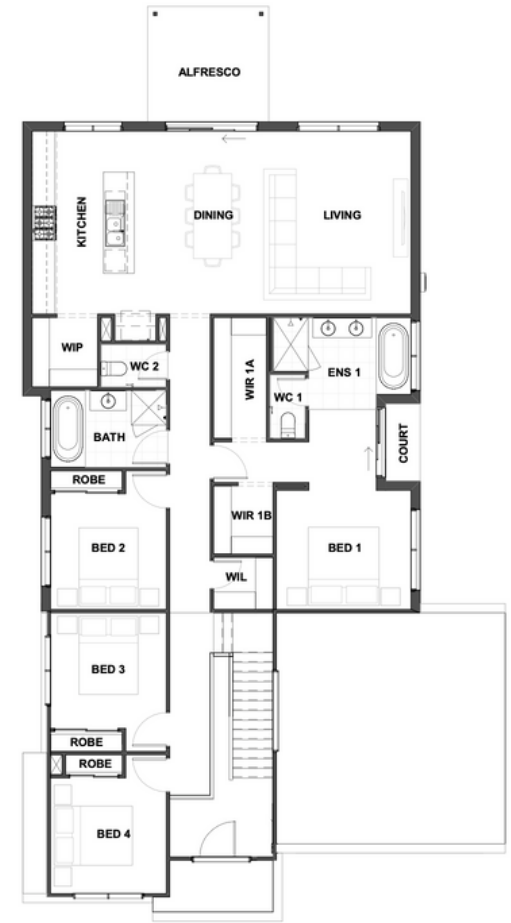 ALFRESCO
KITCHEN
DINING
LIVING
WIP
WC 2
WIR 1A
ENS 1
WC 1
BATH
COURT
ROBE
WIR 1B
BED 2
BED 1
WIL
BED 3
ROBE
ROBE
BED 4